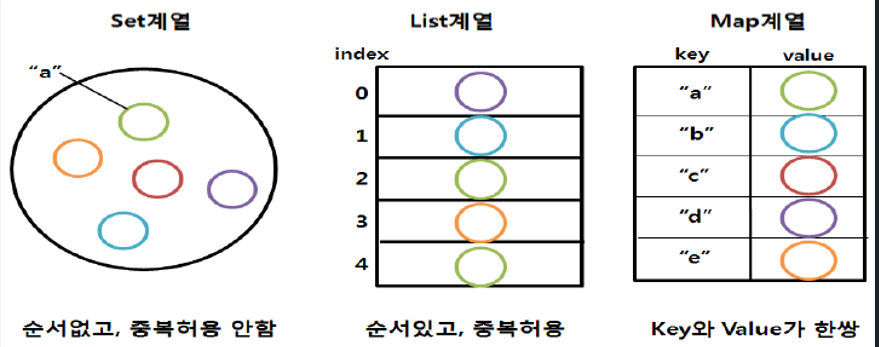 Set계열
"a"
순서없고, 중복허용 안함
List계열
index
0
1
2
3
4
순서있고, 중복허용
Map계열
key value
"a"
"b"
"c"
"d"
"e"
Key와 Value가 한쌍